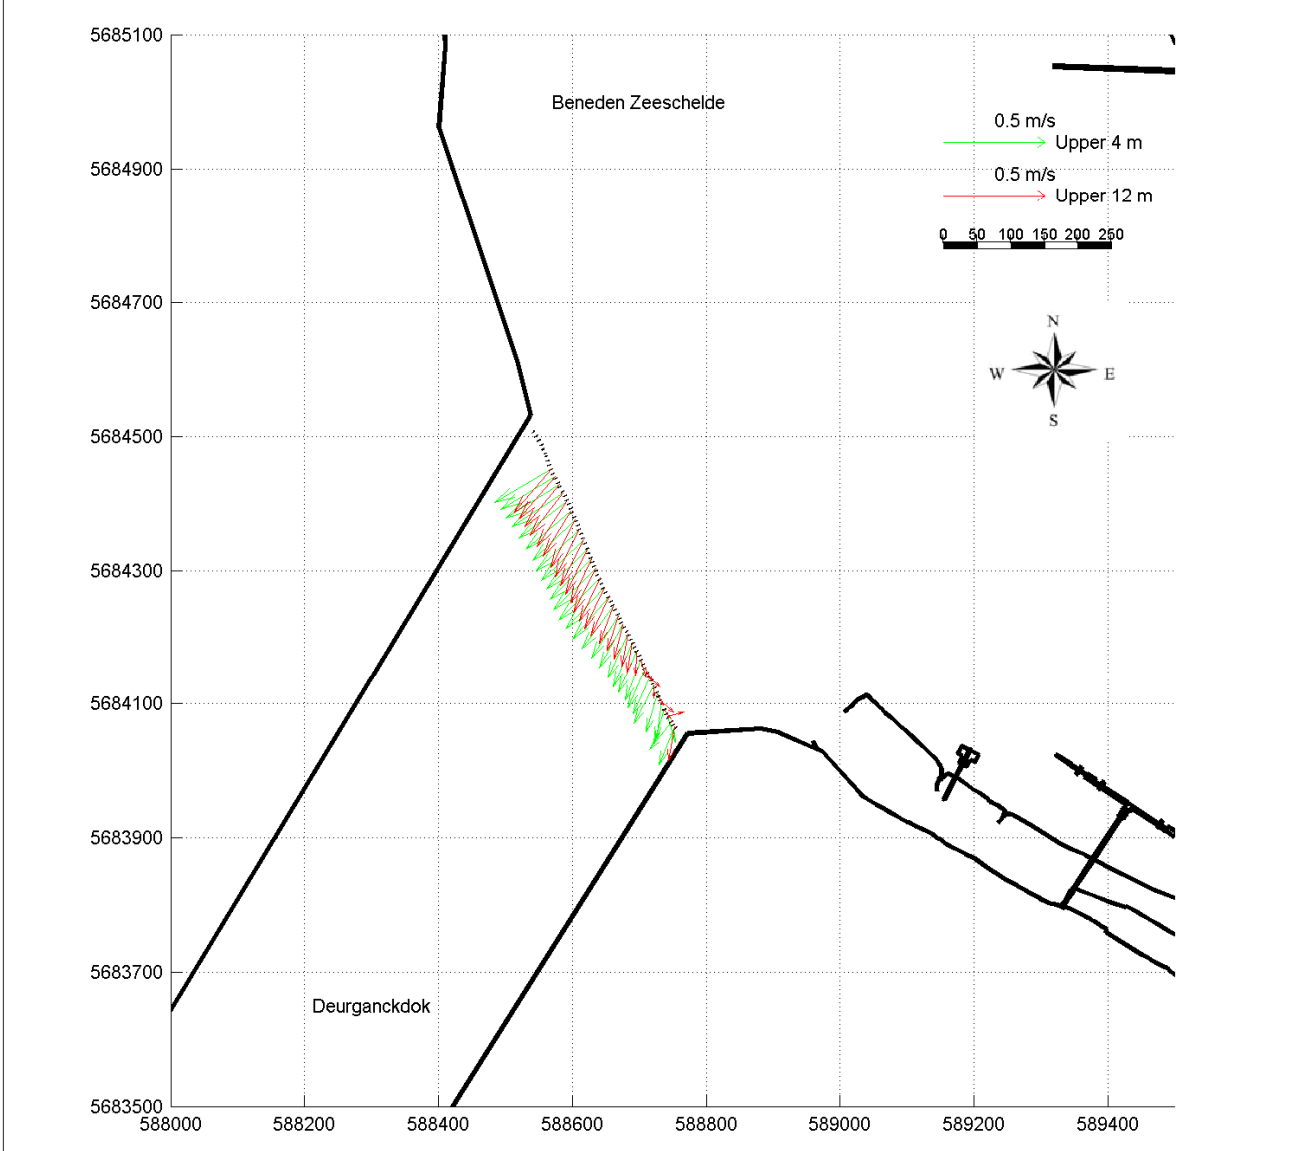 5685100
Beneden Zeeschelde
0.5 m/s
Upper 4 m
5684900
0.5 m/s
Upper 12 m
0 50 100 150 200 250
5684700
N
W E
S
5684500
5684300
5684100
5683900
5683700
Deurganckdok
5683500
588000 588200 588400 588600 588800 589000 589200 589400